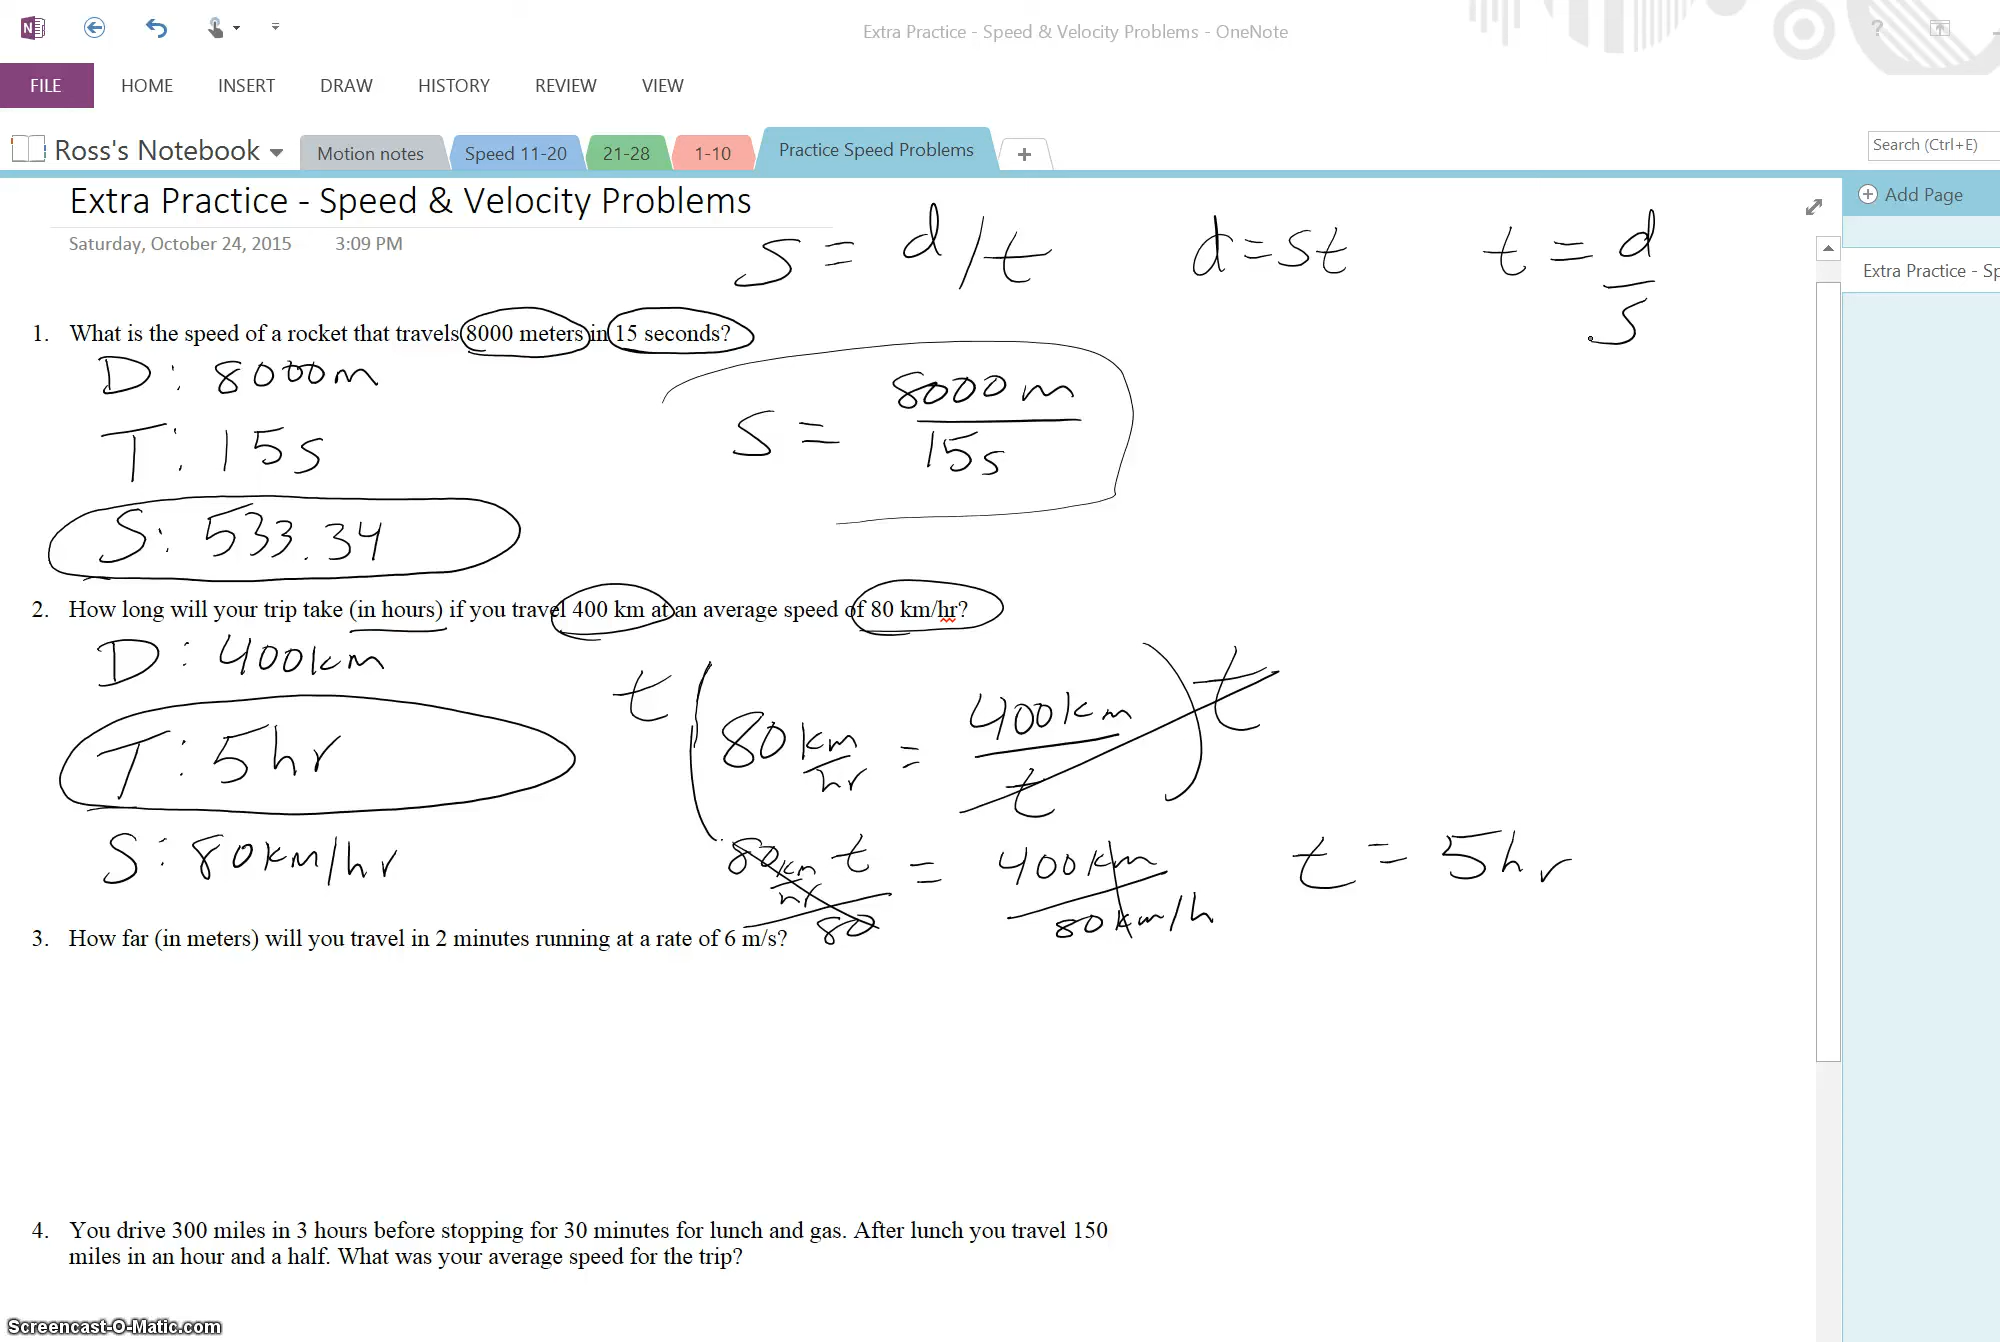 Extra Practice - Speed & Velocity Problems - OneNote
FILE HOME INSERT DRAW HISTORY REVIEW VIEW
Ross's Notebook Motion notes Speed 11-20 21-28 1-10 Practice Speed Problems + Search (Ctrl+E)
Extra Practice - Speed & Velocity Problems
Add Page
Saturday, October 24, 2015 3:09 PM
Extra Practice - Sp
s = d/t d=st t = d/s
1. What is the speed of a rocket that travels 8000 meters in 15 seconds?
D: 8000m
T: 15s
s = 8000m/15s
S: 533.34
2. How long will your trip take (in hours) if you travel 400 km at an average speed of 80 km/hr?
D: 400km
t(80 km/hr = 400km/t)t
T: 5hr
S: 80km/hr
80 km/hr t/80 = 400km/80km/h t = 5hr
3. How far (in meters) will you travel in 2 minutes running at a rate of 6 m/s?
4. You drive 300 miles in 3 hours before stopping for 30 minutes for lunch and gas. After lunch you travel 150
miles in an hour and a half. What was your average speed for the trip?
Screencast-O-Matic.com